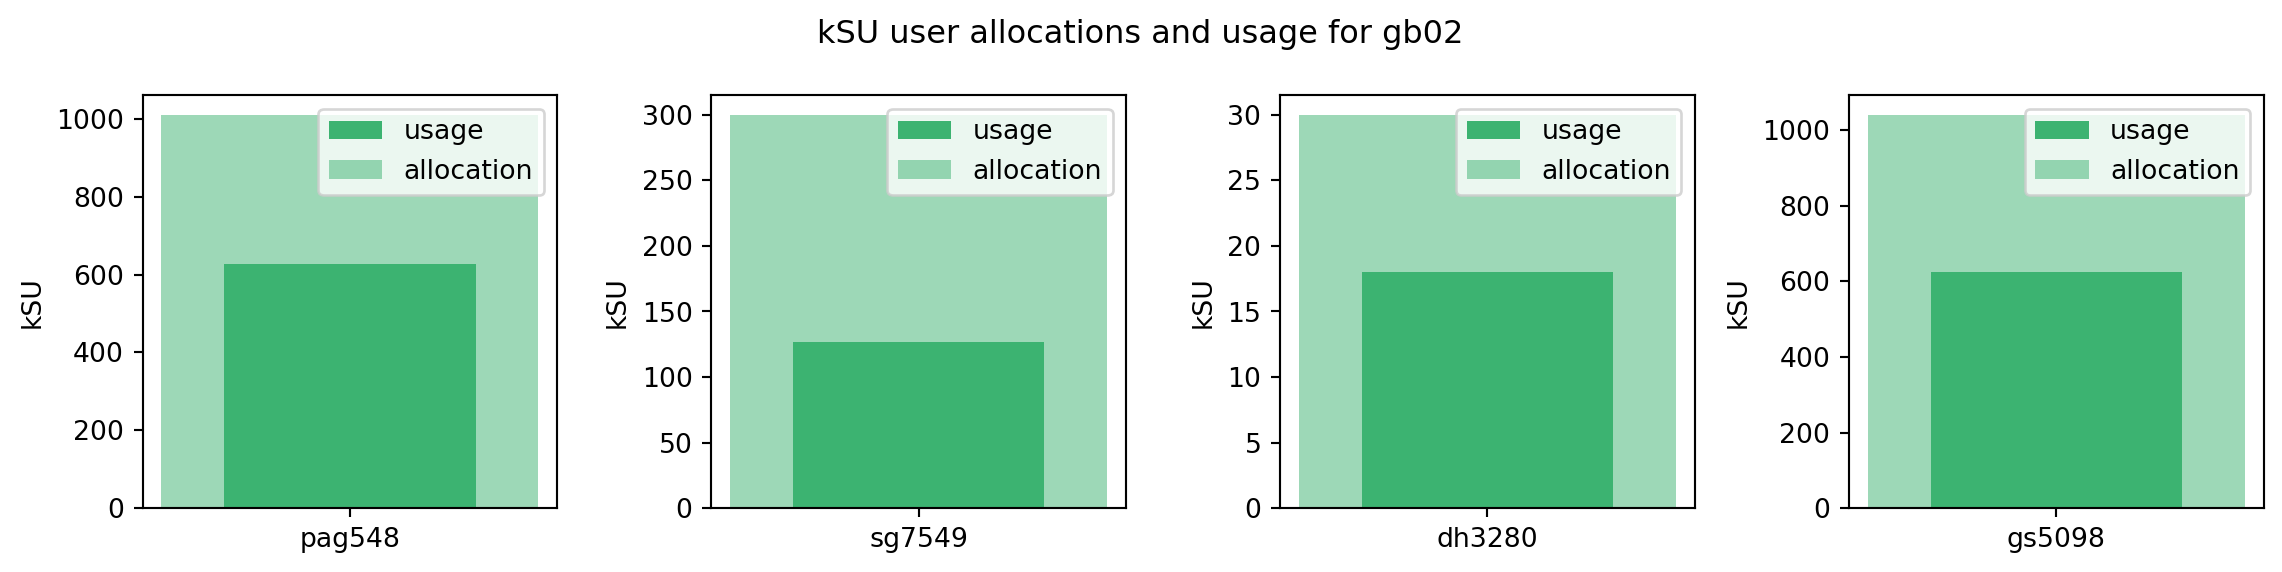 kSU user allocations and usage for gb02
kSU
1000
800
600
400
200
0
usage
allocation
pag548
kSU
300
250
200
150
100
50
0
usage
allocation
sg7549
kSU
30
25
20
15
10
5
0
usage
allocation
dh3280
kSU
1000
800
600
400
200
0
usage
allocation
gs5098